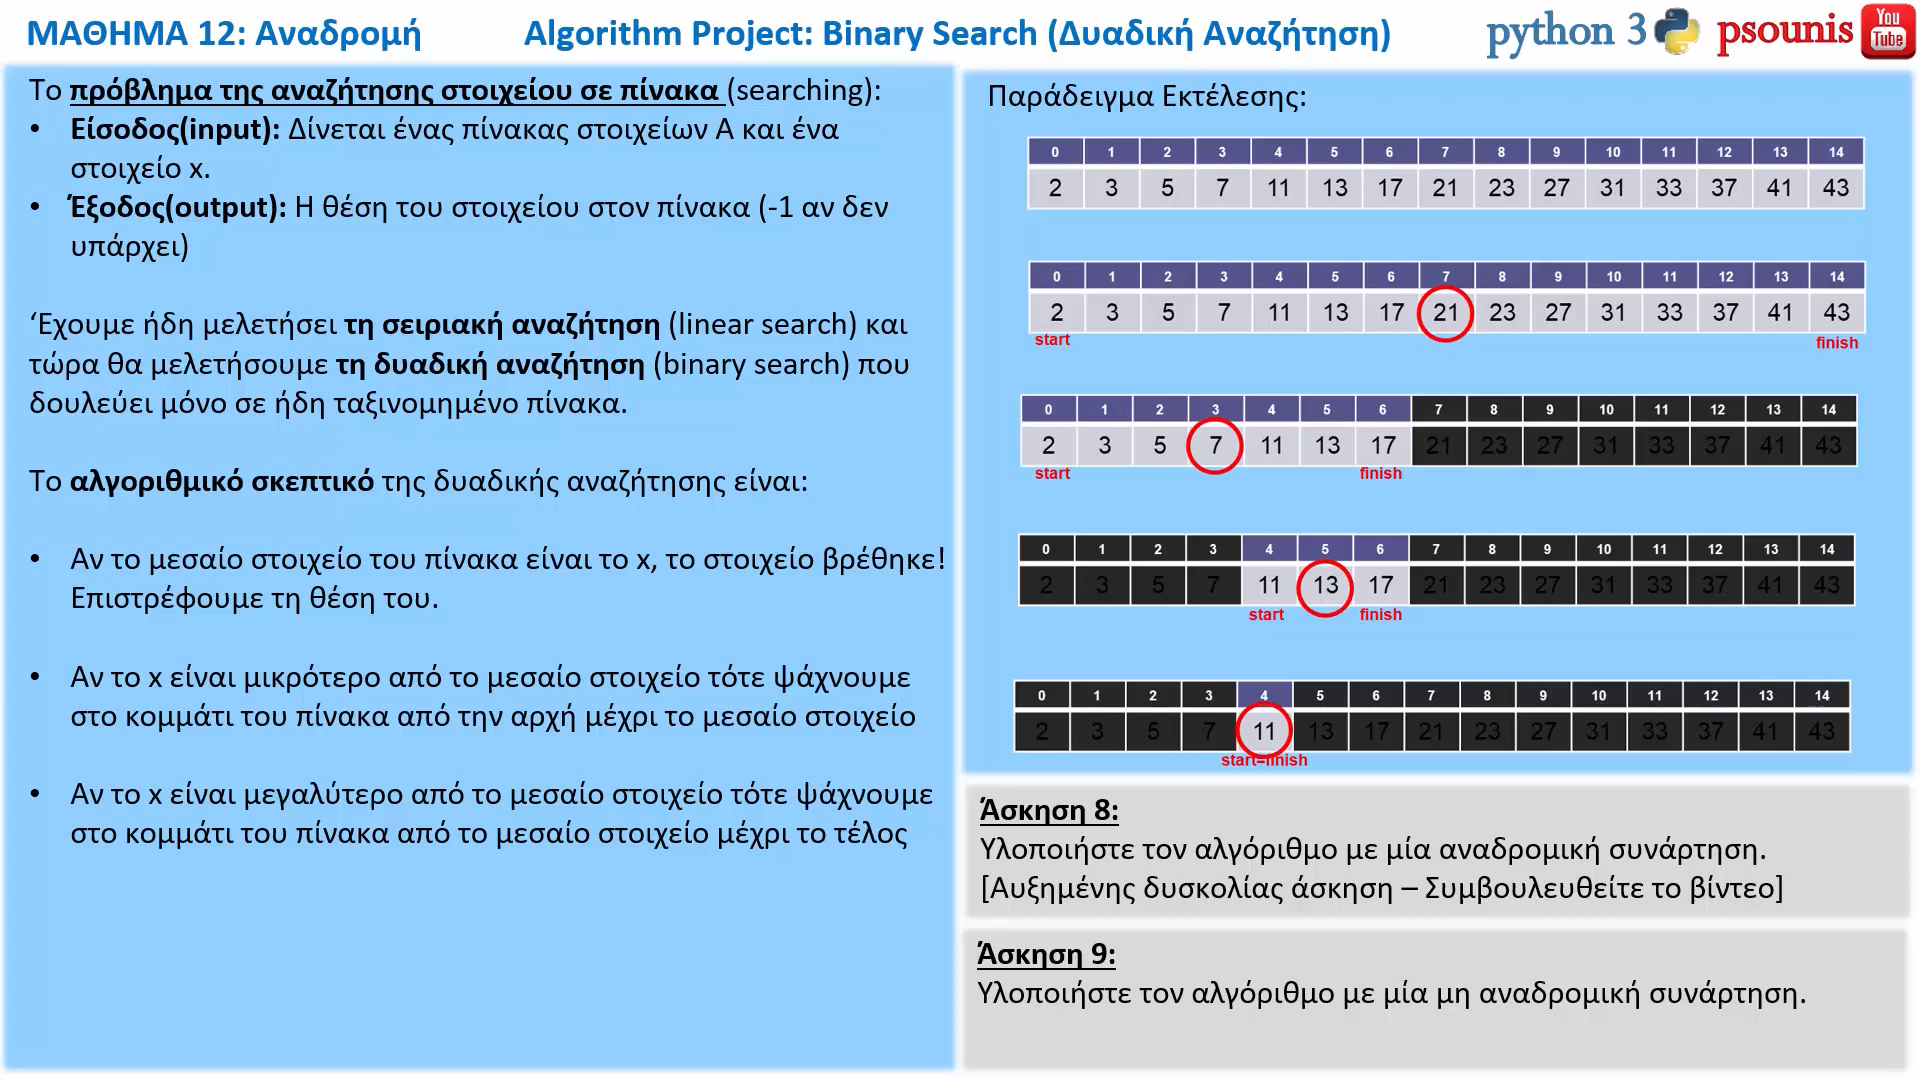 ΜΑΘΗΜΑ 12: Αναδρομή
Algorithm Project: Binary Search (Δυαδική Αναζήτηση)
python 3
psounis
You
Tube
Το πρόβλημα της αναζήτησης στοιχείου σε πίνακα (searching):
• Είσοδος(input): Δίνεται ένας πίνακας στοιχείων Α και ένα
στοιχείο x.
• Έξοδος(output): Η θέση του στοιχείου στον πίνακα (-1 αν δεν
υπάρχει)
‘Εχουμε ήδη μελετήσει τη σειριακή αναζήτηση (linear search) και
τώρα θα μελετήσουμε τη δυαδική αναζήτηση (binary search) που
δουλεύει μόνο σε ήδη ταξινομημένο πίνακα.
Το αλγοριθμικό σκεπτικό της δυαδικής αναζήτησης είναι:
• Αν το μεσαίο στοιχείο του πίνακα είναι το x, το στοιχείο βρέθηκε!
Επιστρέφουμε τη θέση του.
• Αν το x είναι μικρότερο από το μεσαίο στοιχείο τότε ψάχνουμε
στο κομμάτι του πίνακα από την αρχή μέχρι το μεσαίο στοιχείο
• Αν το x είναι μεγαλύτερο από το μεσαίο στοιχείο τότε ψάχνουμε
στο κομμάτι του πίνακα από το μεσαίο στοιχείο μέχρι το τέλος
Παράδειγμα Εκτέλεσης:
0 1 2 3 4 5 6 7 8 9 10 11 12 13 14
2 3 5 7 11 13 17 21 23 27 31 33 37 41 43
0 1 2 3 4 5 6 7 8 9 10 11 12 13 14
2 3 5 7 11 13 17 21 23 27 31 33 37 41 43
start finish
0 1 2 3 4 5 6 7 8 9 10 11 12 13 14
2 3 5 7 11 13 17 21 23 27 31 33 37 41 43
start finish
0 1 2 3 4 5 6 7 8 9 10 11 12 13 14
2 3 5 7 11 13 17 21 23 27 31 33 37 41 43
start finish
0 1 2 3 4 5 6 7 8 9 10 11 12 13 14
2 3 5 7 11 13 17 21 23 27 31 33 37 41 43
start=finish
Άσκηση 8:
Υλοποιήστε τον αλγόριθμο με μία αναδρομική συνάρτηση.
[Αυξημένης δυσκολίας άσκηση – Συμβουλευθείτε το βίντεο]
Άσκηση 9:
Υλοποιήστε τον αλγόριθμο με μία μη αναδρομική συνάρτηση.